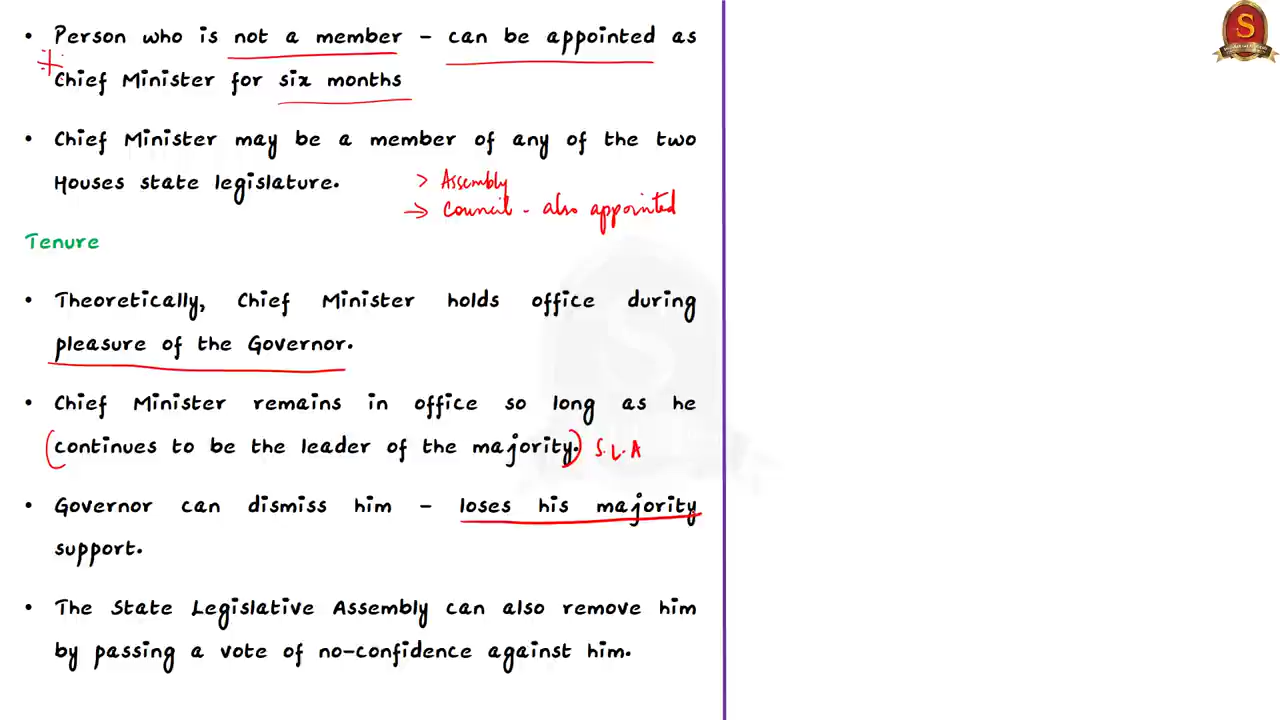 • Person who is not a member – can be appointed as
Chief Minister for six months
• Chief Minister may be a member of any of the two
Houses state legislature.
> Assembly
→ Council - also appointed
Tenure
• Theoretically, Chief Minister holds office during
pleasure of the Governor.
• Chief Minister remains in office so long as he
(continues to be the leader of the majority.) S.L.A
• Governor can dismiss him – loses his majority
support.
• The State Legislative Assembly can also remove him
by passing a vote of no-confidence against him.
S